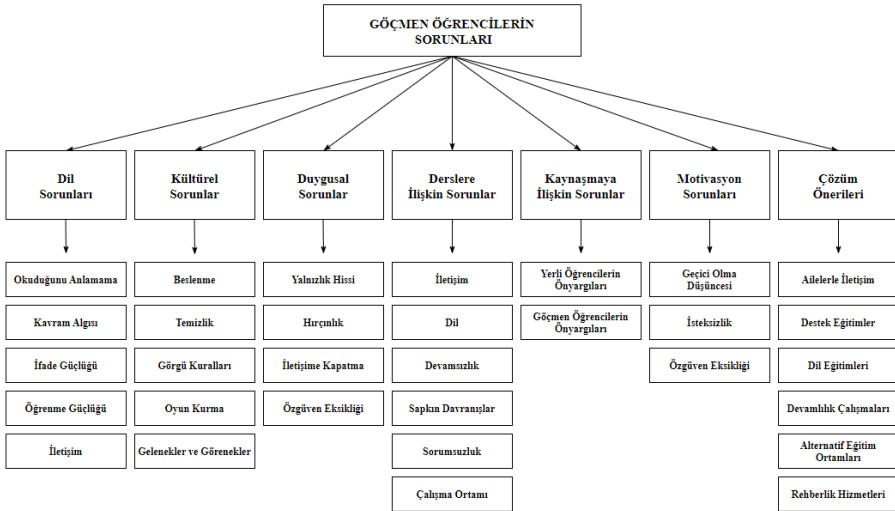 GÖÇMEN ÖĞRENCİLERİN
SORUNLARI
Dil
Sorunları
Kültürel
Sorunlar
Duygusal
Sorunlar
Derslere
İlişkin Sorunlar
Kaynaşmaya
İlişkin Sorunlar
Motivasyon
Sorunları
Çözüm
Önerileri
Okuduğunu Anlamama
Kavram Algısı
İfade Güçlüğü
Öğrenme Güçlüğü
İletişim
Beslenme
Temizlik
Görgü Kuralları
Oyun Kurma
Gelenekler ve Görenekler
Yalnızlık Hissi
Hırçınlık
İletişime Kapatma
Özgüven Eksikliği
İletişim
Dil
Devamsızlık
Sapkın Davranışlar
Sorumsuzluk
Çalışma Ortamı
Yerli Öğrencilerin
Önyargıları
Göçmen Öğrencilerin
Önyargıları
Geçici Olma
Düşüncesi
İsteksizlik
Özgüven Eksikliği
Ailelerle İletişim
Destek Eğitimler
Dil Eğitimleri
Devamlılık Çalışmaları
Alternatif Eğitim
Ortamları
Rehberlik Hizmetleri